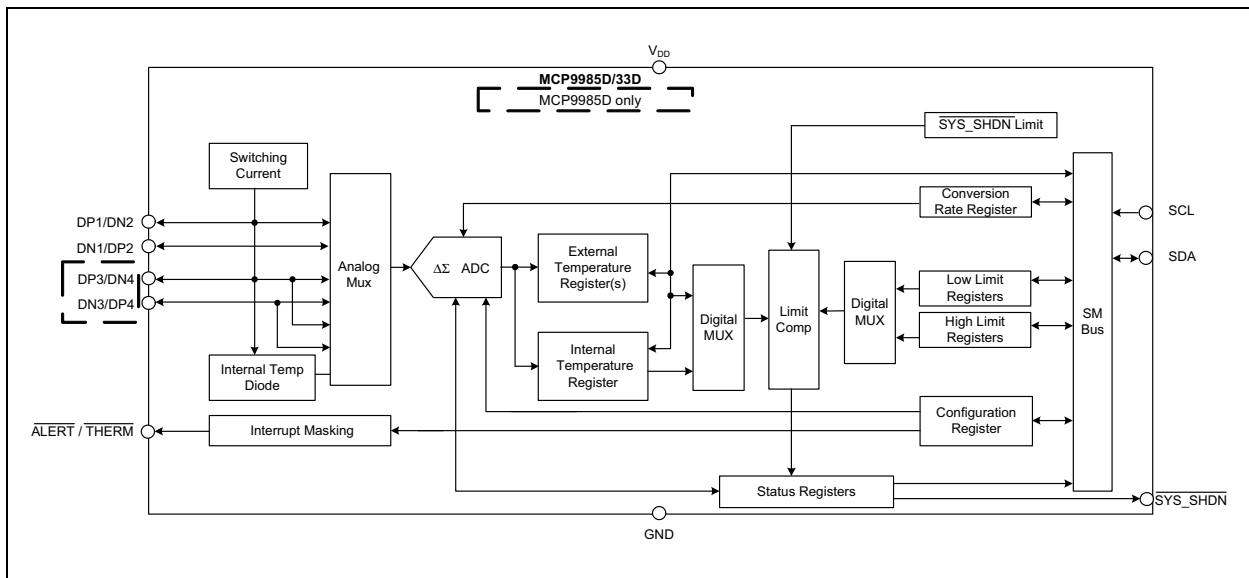 V_DD
MCP9985D/33D
MCP9985D only
SYS_SHDN Limit
Switching
Current
DP1/DN2
DN1/DP2
DP3/DN4
DN3/DP4
Analog
Mux
ΔΣ ADC
External
Temperature
Register(s)
Internal
Temperature
Register
Internal Temp
Diode
Digital
MUX
Limit
Comp
Digital
MUX
Conversion
Rate Register
Low Limit
Registers
High Limit
Registers
Configuration
Register
SM
Bus
SCL
SDA
ALERT / THERM
Interrupt Masking
Status Registers
SYS_SHDN
GND